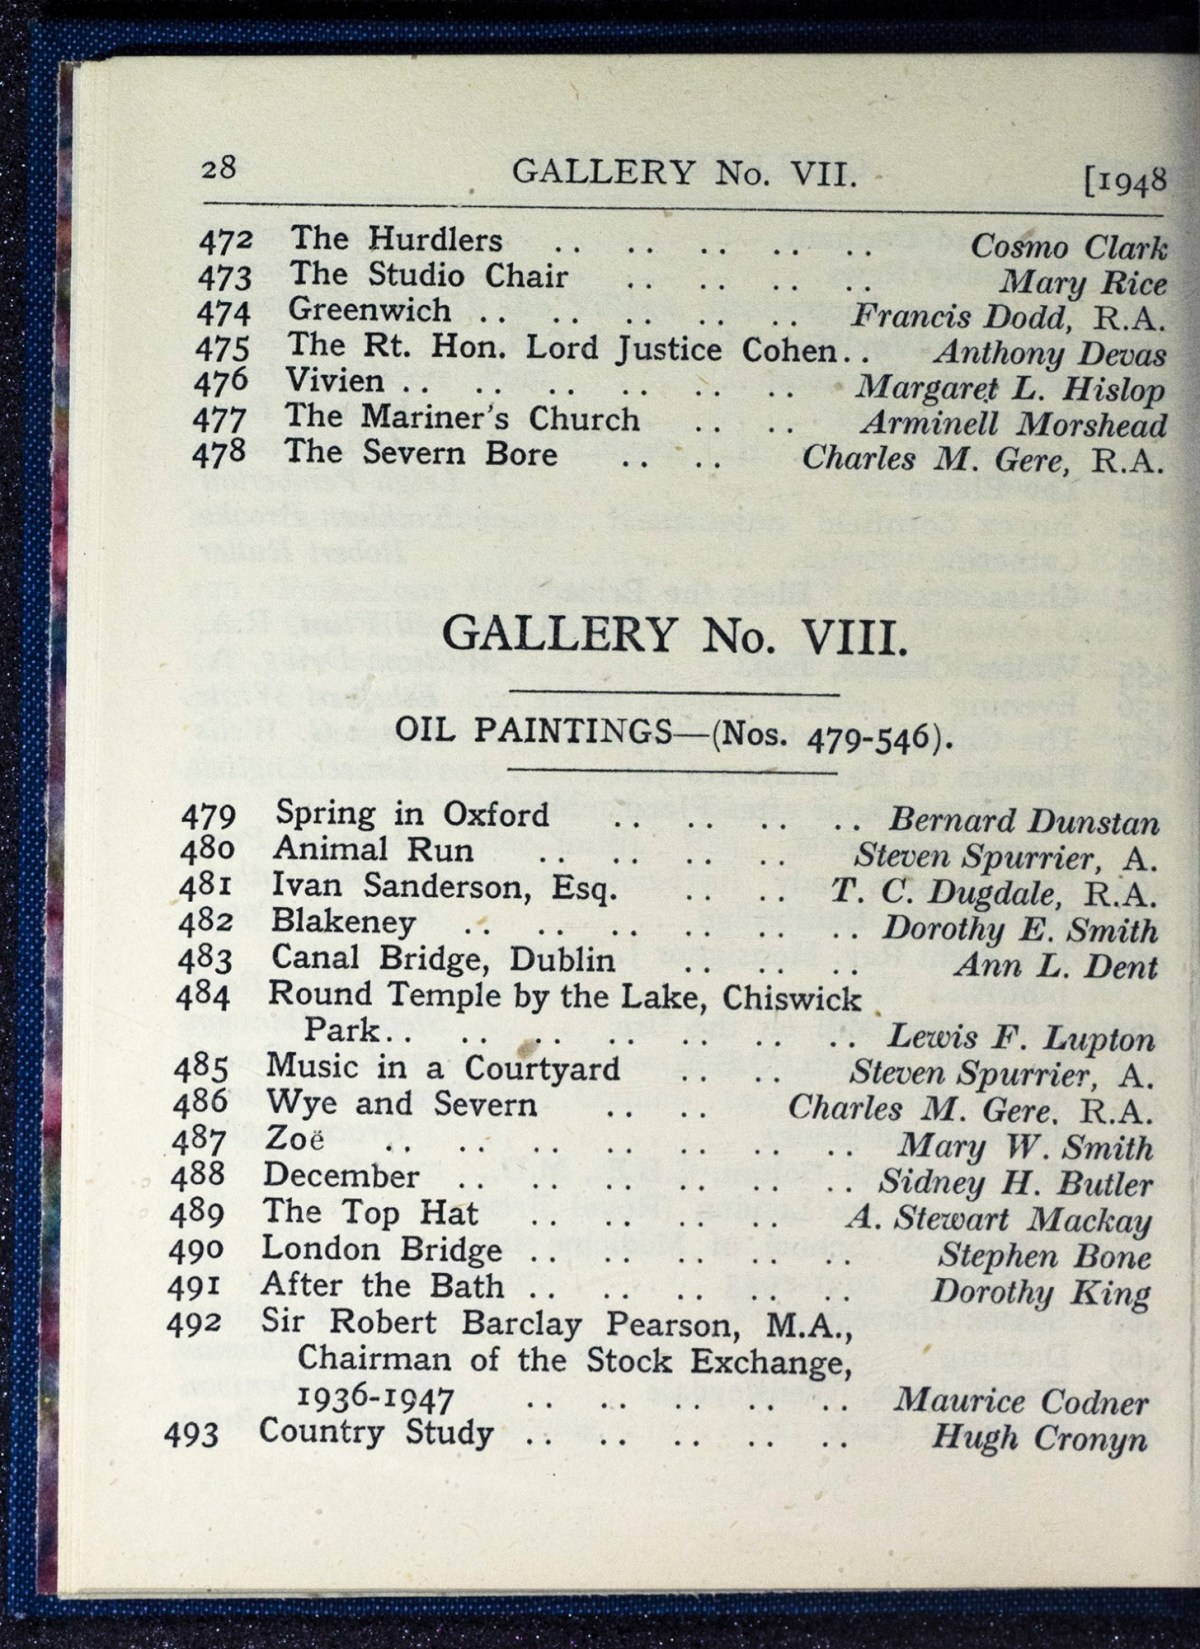 28 GALLERY No. VII. [1948
472 The Hurdlers .. .. .. .. .. Cosmo Clark
473 The Studio Chair .. .. .. .. Mary Rice
474 Greenwich .. .. .. .. .. Francis Dodd, R.A.
475 The Rt. Hon. Lord Justice Cohen.. Anthony Devas
476 Vivien .. .. .. .. .. .. Margaret L. Hislop
477 The Mariner's Church .. .. Arminell Morshead
478 The Severn Bore .. .. Charles M. Gere, R.A.
GALLERY No. VIII.
OIL PAINTINGS—(Nos. 479-546).
479 Spring in Oxford .. .. .. .. Bernard Dunstan
480 Animal Run .. .. .. .. Steven Spurrier, A.
481 Ivan Sanderson, Esq. .. .. T. C. Dugdale, R.A.
482 Blakeney .. .. .. .. .. .. Dorothy E. Smith
483 Canal Bridge, Dublin .. .. .. Ann L. Dent
484 Round Temple by the Lake, Chiswick
Park.. .. .. .. .. .. .. Lewis F. Lupton
485 Music in a Courtyard .. .. Steven Spurrier, A.
486 Wye and Severn .. .. Charles M. Gere, R.A.
487 Zoë .. .. .. .. .. .. .. Mary W. Smith
488 December .. .. .. .. .. .. Sidney H. Butler
489 The Top Hat .. .. .. .. A. Stewart Mackay
490 London Bridge .. .. .. .. .. Stephen Bone
491 After the Bath .. .. .. .. .. Dorothy King
492 Sir Robert Barclay Pearson, M.A.,
Chairman of the Stock Exchange,
1936-1947 .. .. .. .. .. Maurice Codner
493 Country Study .. .. .. .. .. Hugh Cronyn